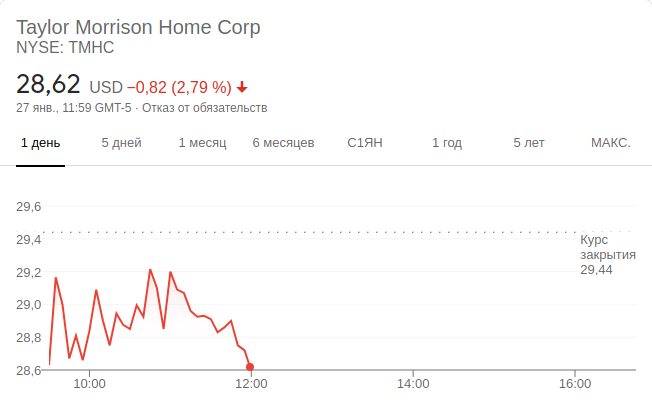 Taylor Morrison Home Corp
NYSE: TMHC
28,62 USD −0,82 (2,79 %)
27 янв., 11:59 GMT-5 · Отказ от обязательств
1 день 5 дней 1 месяц 6 месяцев С1ЯН 1 год 5 лет МАКС.
29,6
29,4
Курс
закрытия
29,44
29,2
29,0
28,8
28,6
10:00 12:00 14:00 16:00